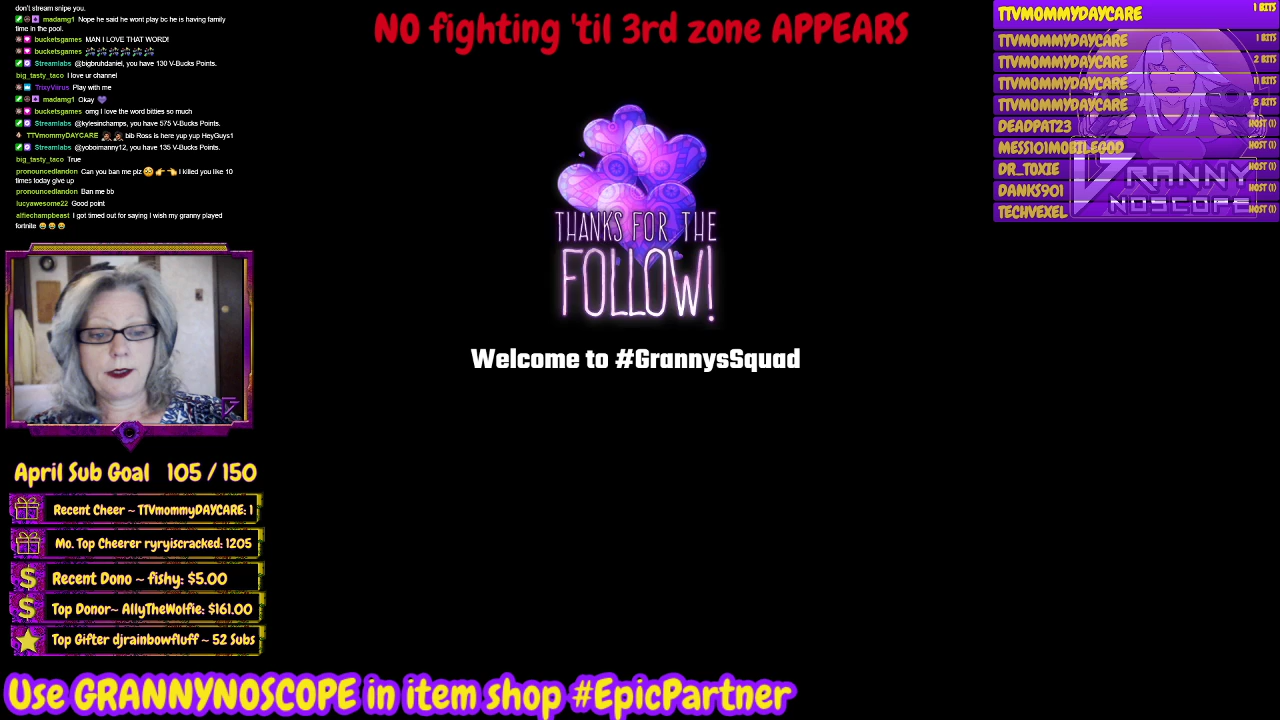 don't stream snipe you.
madamg1 Nope he said he wont play bc he is having family
time in the pool.
bucketsgames MAN I LOVE THAT WORD!
bucketsgames
Streamlabs @bigbruhdaniel, you have 130 V-Bucks Points.
big_tasty_taco I love ur channel
TriayVirus Play with me
madamg1 Okay
bucketsgames omg I love the word bitties so much
Streamlabs @kylesinchamps, you have 575 V-Bucks Points.
TTVmommyDAYCARE bib Ross is here yup yup HeyGuys1
Streamlabs @yoboimanny12, you have 135 V-Bucks Points.
big_tasty_taco True
pronouncedlandon Can you ban me plz I killed you like 10
times today give up
pronouncedlandon Ban me bb
lucyawesome22 Good point
alfiechampbeast I got timed out for saying I wish my granny played
fortnite
NO fighting 'til 3rd zone APPEARS
THANKS FOR THE
FOLLOW!
Welcome to #GrannysSquad
TTVMOMMYDAYCARE 1 BITS
TTVMOMMYDAYCARE 1 BITS
TTVMOMMYDAYCARE 2 BITS
TTVMOMMYDAYCARE 11 BITS
TTVMOMMYDAYCARE 8 BITS
DEADPAT23 HOST (1)
MESS101MOBILEGOD HOST (1)
DR_TOXIE HOST (1)
DANKS901 HOST (1)
TECHVEXEL HOST (1)
GRANNY
NOSCOPE
April Sub Goal 105 / 150
Recent Cheer ~ TTVmommyDAYCARE: 1
Mo. Top Cheerer ryryiscracked: 1205
Recent Dono ~ fishy: $5.00
Top Donor~ AllyTheWolfie: $161.00
Top Gifter djrainbowfluff ~ 52 Subs
Use GRANNYNOSCOPE in item shop #EpicPartner